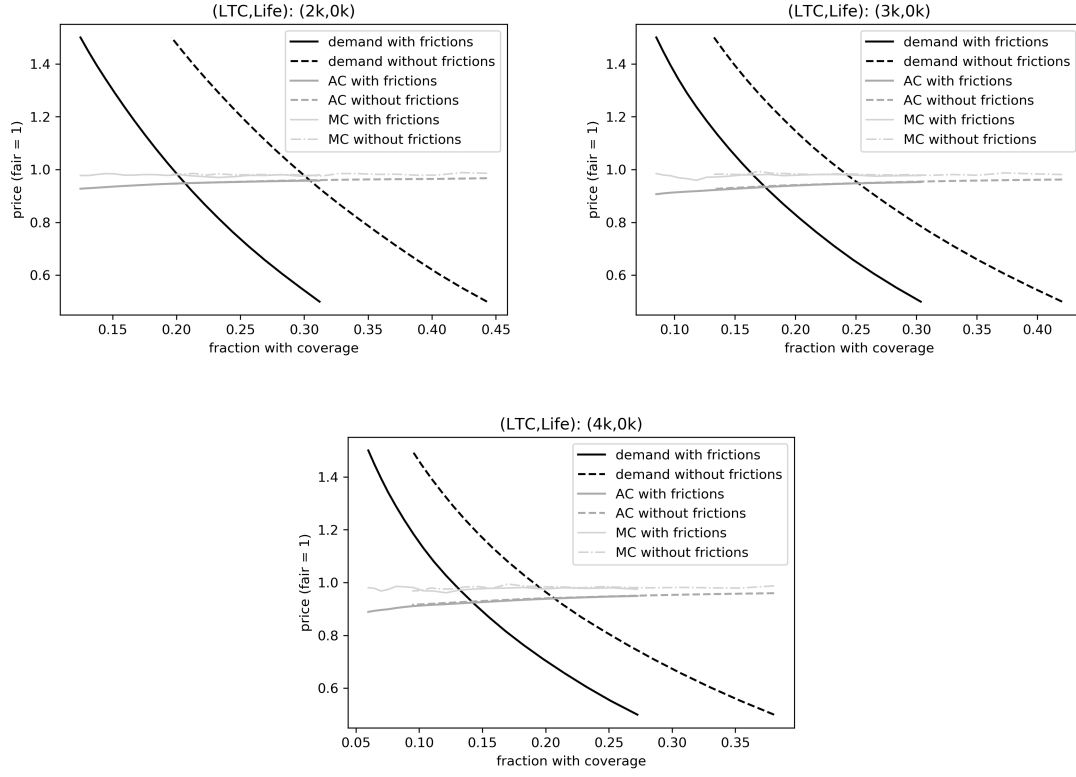 (LTC,Life): (2k,0k)
price (fair = 1)
1.4
1.2
1.0
0.8
0.6
demand with frictions
demand without frictions
AC with frictions
AC without frictions
MC with frictions
MC without frictions
0.15 0.20 0.25 0.30 0.35 0.40 0.45
fraction with coverage
(LTC,Life): (3k,0k)
price (fair = 1)
1.4
1.2
1.0
0.8
0.6
demand with frictions
demand without frictions
AC with frictions
AC without frictions
MC with frictions
MC without frictions
0.10 0.15 0.20 0.25 0.30 0.35 0.40
fraction with coverage
(LTC,Life): (4k,0k)
price (fair = 1)
1.4
1.2
1.0
0.8
0.6
demand with frictions
demand without frictions
AC with frictions
AC without frictions
MC with frictions
MC without frictions
0.05 0.10 0.15 0.20 0.25 0.30 0.35
fraction with coverage